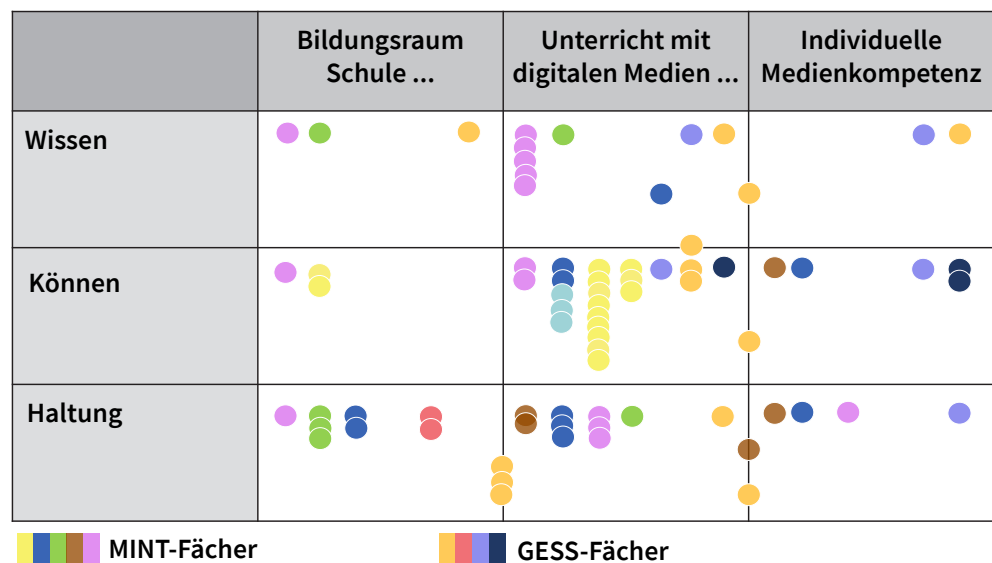 Bildungsraum
Schule ...
Unterricht mit
digitalen Medien ...
Individuelle
Medienkompetenz
Wissen
Können
Haltung
MINT-Fächer
GESS-Fächer